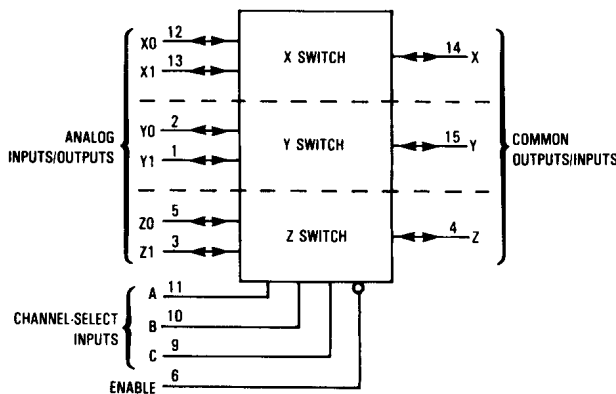 X0 12
X1 13
X SWITCH
14 X
Y0 2
Y1 1
Y SWITCH
15 Y
ANALOG
INPUTS/OUTPUTS
COMMON
OUTPUTS/INPUTS
Z0 5
Z1 3
Z SWITCH
4 Z
CHANNEL-SELECT
INPUTS
A 11
B 10
C 9
ENABLE 6